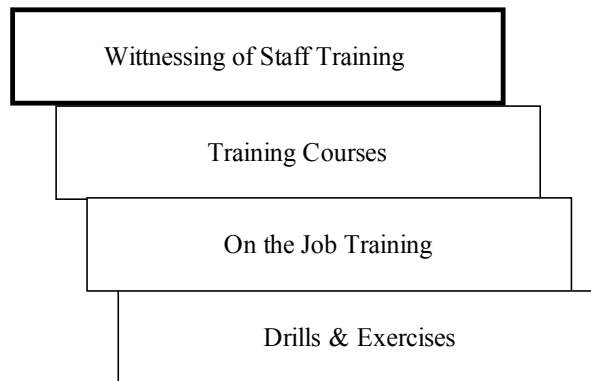 Wittnessing of Staff Training
Training Courses
On the Job Training
Drills & Exercises